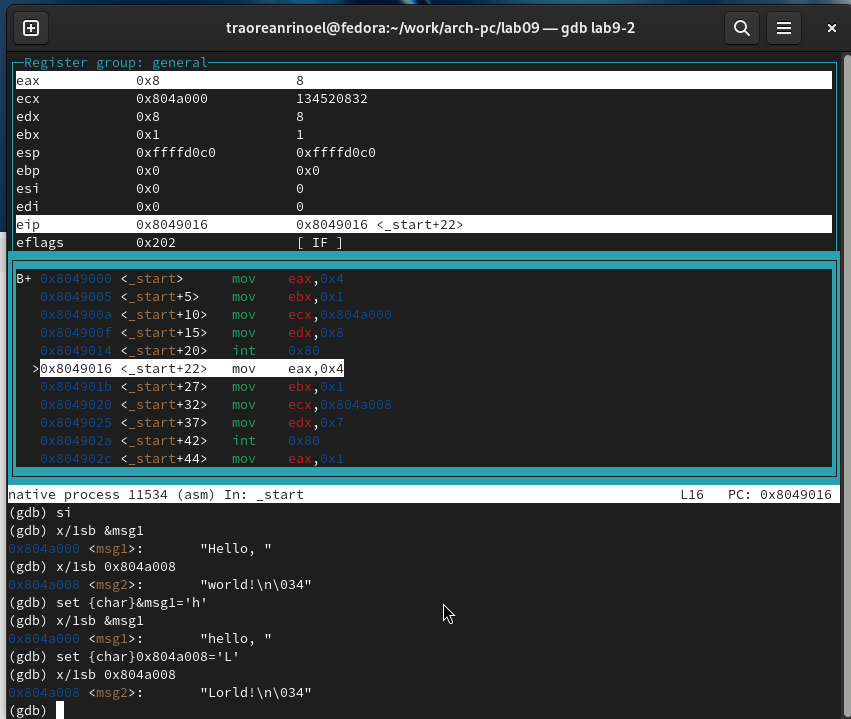 traoreanrinoel@fedora:~/work/arch-pc/lab09 — gdb lab9-2
Register group: general
eax 0x8 8
ecx 0x804a000 134520832
edx 0x8 8
ebx 0x1 1
esp 0xffffd0c0 0xffffd0c0
ebp 0x0 0x0
esi 0x0 0
edi 0x0 0
eip 0x8049016 0x8049016 <_start+22>
eflags 0x202 [ IF ]
B+ 0x8049000 <_start> mov eax,0x4
0x8049005 <_start+5> mov ebx,0x1
0x804900a <_start+10> mov ecx,0x804a000
0x804900f <_start+15> mov edx,0x8
0x8049014 <_start+20> int 0x80
>0x8049016 <_start+22> mov eax,0x4
0x804901b <_start+27> mov ebx,0x1
0x8049020 <_start+32> mov ecx,0x804a008
0x8049025 <_start+37> mov edx,0x7
0x804902a <_start+42> int 0x80
0x804902c <_start+44> mov eax,0x1
native process 11534 (asm) In: _start L16 PC: 0x8049016
(gdb) si
(gdb) x/1sb &msg1
0x804a000 <msg1>: "Hello, "
(gdb) x/1sb 0x804a008
0x804a008 <msg2>: "world!\n\034"
(gdb) set {char}&msg1='h'
(gdb) x/1sb &msg1
0x804a000 <msg1>: "hello, "
(gdb) set {char}0x804a008='L'
(gdb) x/1sb 0x804a008
0x804a008 <msg2>: "Lorld!\n\034"
(gdb)